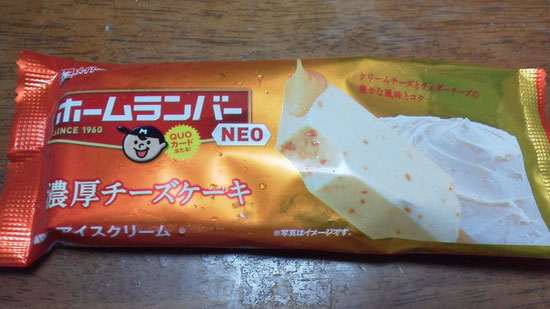 ホームランバー
SINCE 1960
M
NEO
QUO
カード
当たる!
濃厚チーズケーキ
アイスクリーム
クリームチーズとチェダーチーズの
豊かな風味とコク
※写真はイメージです。